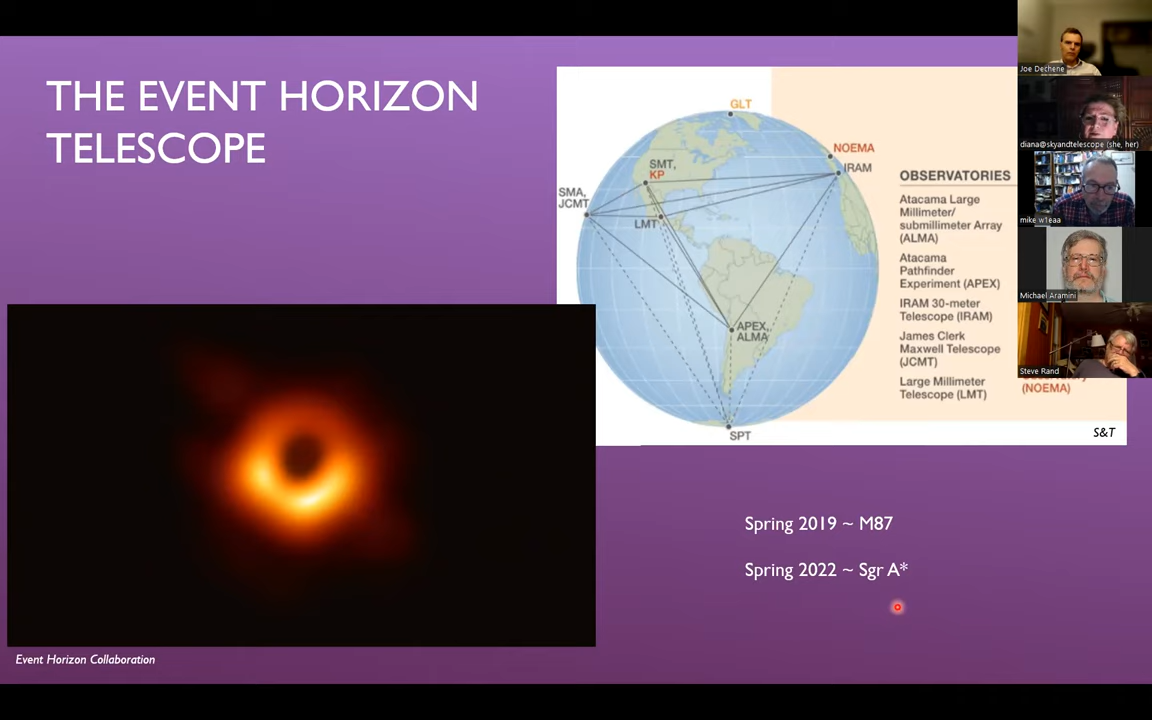 THE EVENT HORIZON
TELESCOPE
GLT
NOEMA
IRAM
SMT,
KP
SMA,
JCMT
LMT
APEX,
ALMA
SPT
OBSERVATORIES
Atacama Large
Millimeter/
submillimeter Array
(ALMA)
Atacama
Pathfinder
Experiment (APEX)
IRAM 30-meter
Telescope (IRAM)
James Clerk
Maxwell Telescope
(JCMT)
Large Millimeter
Telescope (LMT)
(NOEMA)
S&T
Spring 2019 ~ M87
Spring 2022 ~ Sgr A*
Event Horizon Collaboration
Joe Dechene
diana@skyandtelescope (she, her)
mike w1eaa
Michael Aramini
Steve Rand